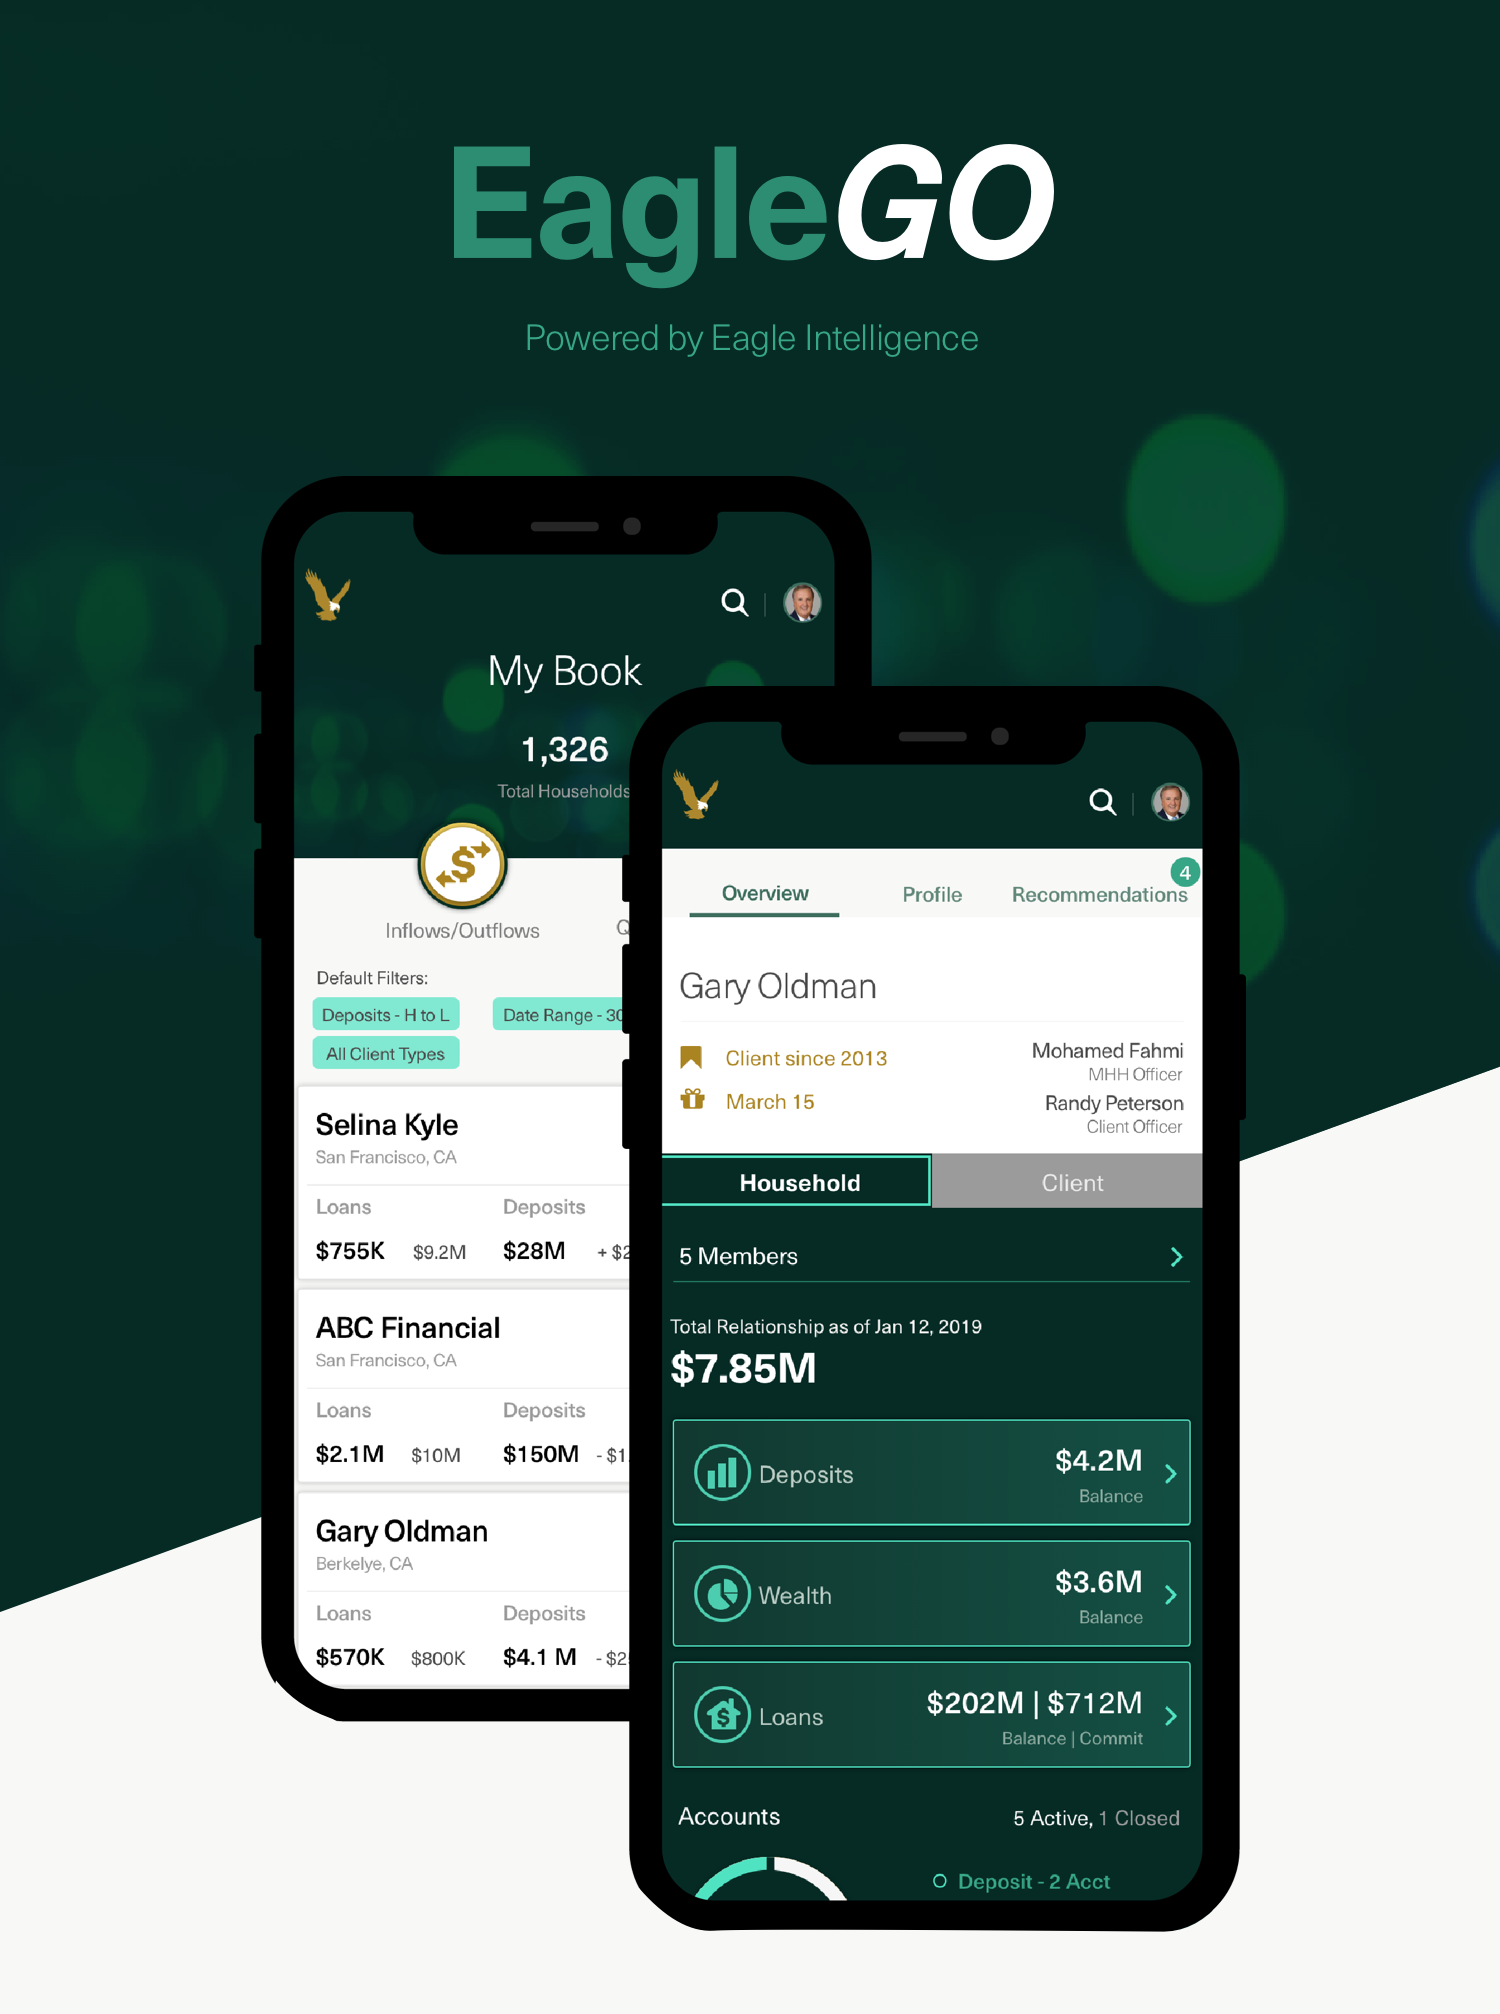 EagleGO
Powered by Eagle Intelligence
My Book
1,326
Total Households
Inflows/Outflows
Default Filters:
Deposits - H to L
Date Range - 30
All Client Types
Selina Kyle
San Francisco, CA
Loans Deposits
$755K $9.2M $28M + $2
ABC Financial
San Francisco, CA
Loans Deposits
$2.1M $10M $150M - $1
Gary Oldman
Berkelye, CA
Loans Deposits
$570K $800K $4.1 M - $2
Overview Profile Recommendations 4
Gary Oldman
Client since 2013
March 15
Mohamed Fahmi
MHH Officer
Randy Peterson
Client Officer
Household Client
5 Members
Total Relationship as of Jan 12, 2019
$7.85M
Deposits $4.2M
Balance
Wealth $3.6M
Balance
Loans $202M | $712M
Balance | Commit
Accounts 5 Active, 1 Closed
Deposit - 2 Acct